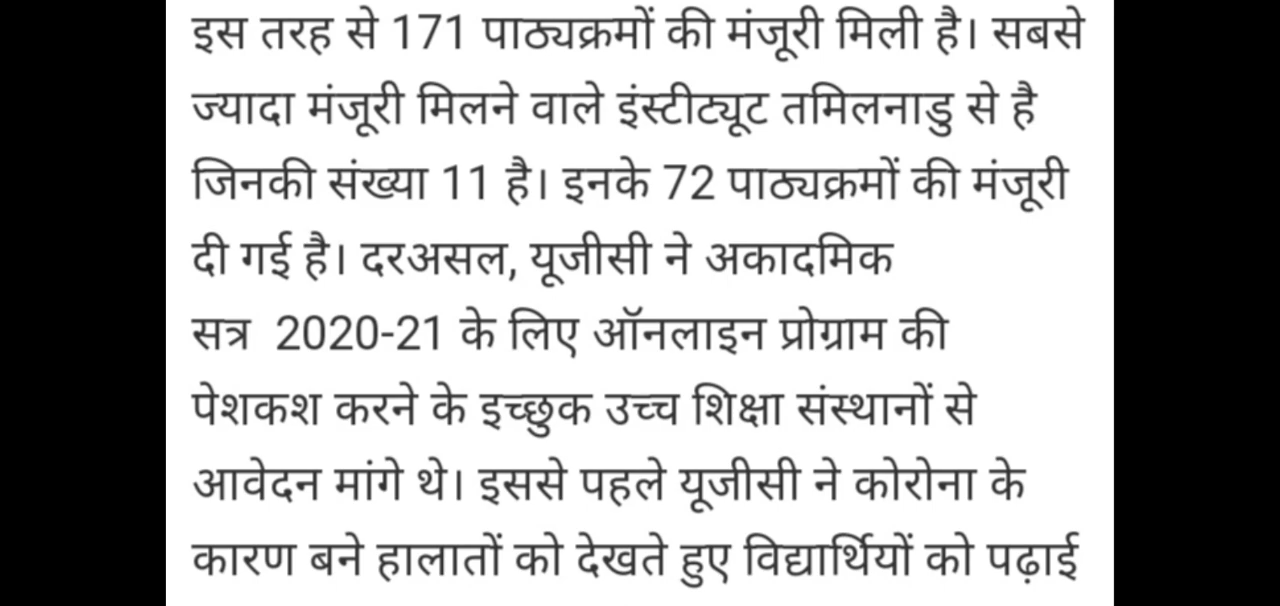 इस तरह से 171 पाठ्यक्रमों की मंजूरी मिली है। सबसे
ज्यादा मंजूरी मिलने वाले इंस्टीट्यूट तमिलनाडु से है
जिनकी संख्या 11 है। इनके 72 पाठ्यक्रमों की मंजूरी
दी गई है। दरअसल, यूजीसी ने अकादमिक
सत्र 2020-21 के लिए ऑनलाइन प्रोग्राम की
पेशकश करने के इच्छुक उच्च शिक्षा संस्थानों से
आवेदन मांगे थे। इससे पहले यूजीसी ने कोरोना के
कारण बने हालातों को देखते हुए विद्यार्थियों को पढ़ाई